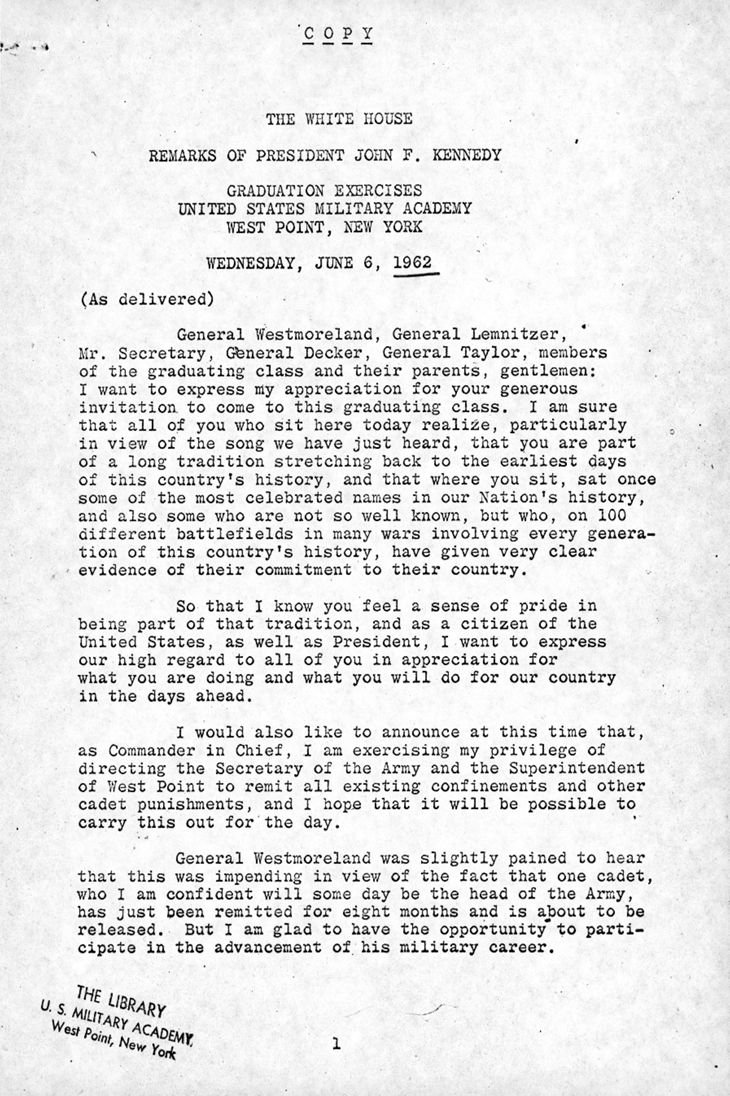 COPY
THE WHITE HOUSE
REMARKS OF PRESIDENT JOHN F. KENNEDY
GRADUATION EXERCISES
UNITED STATES MILITARY ACADEMY
WEST POINT, NEW YORK
WEDNESDAY, JUNE 6, 1962
(As delivered)
General Westmoreland, General Lemnitzer,
Mr. Secretary, General Decker, General Taylor, members
of the graduating class and their parents, gentlemen:
I want to express my appreciation for your generous
invitation to come to this graduating class. I am sure
that all of you who sit here today realize, particularly
in view of the song we have just heard, that you are part
of a long tradition stretching back to the earliest days
of this country's history, and that where you sit, sat once
some of the most celebrated names in our Nation's history,
and also some who are not so well known, but who, on 100
different battlefields in many wars involving every genera-
tion of this country's history, have given very clear
evidence of their commitment to their country.
So that I know you feel a sense of pride in
being part of that tradition, and as a citizen of the
United States, as well as President, I want to express
our high regard to all of you in appreciation for
what you are doing and what you will do for our country
in the days ahead.
I would also like to announce at this time that,
as Commander in Chief, I am exercising my privilege of
directing the Secretary of the Army and the Superintendent
of West Point to remit all existing confinements and other
cadet punishments, and I hope that it will be possible to
carry this out for the day.
General Westmoreland was slightly pained to hear
that this was impending in view of the fact that one cadet,
who I am confident will some day be the head of the Army,
has just been remitted for eight months and is about to be
released. But I am glad to have the opportunity to parti-
cipate in the advancement of his military career.
THE LIBRARY
U. S. MILITARY ACADEMY,
West Point, New York
1